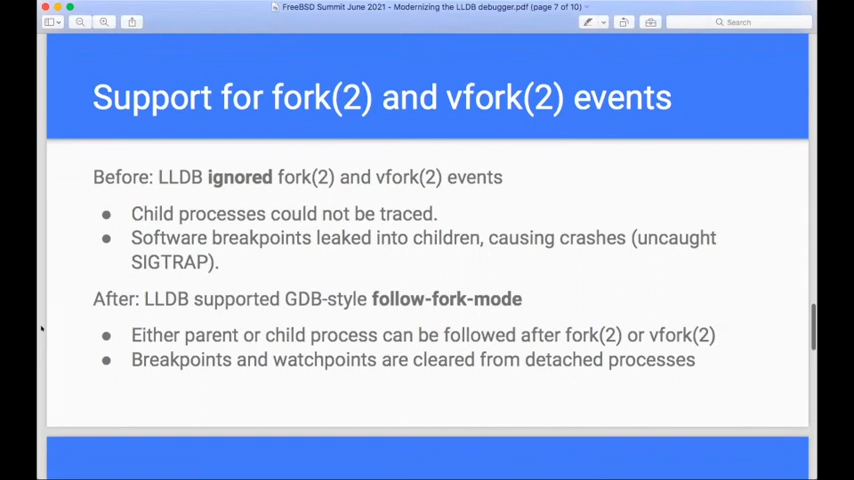 FreeBSD Summit June 2021 - Modernizing the LLDB debugger.pdf (page 7 of 10)
Search
Support for fork(2) and vfork(2) events
Before: LLDB ignored fork(2) and vfork(2) events
● Child processes could not be traced.
● Software breakpoints leaked into children, causing crashes (uncaught
SIGTRAP).
After: LLDB supported GDB-style follow-fork-mode
● Either parent or child process can be followed after fork(2) or vfork(2)
● Breakpoints and watchpoints are cleared from detached processes